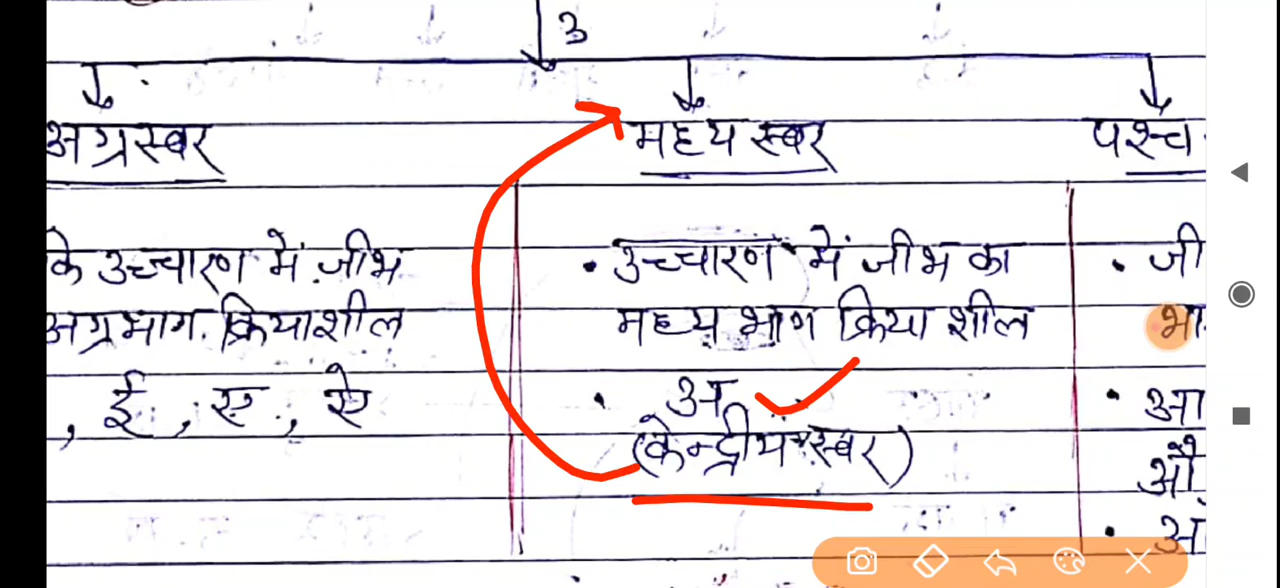 3
अग्रस्वर
मध्य स्वर
पश्च
के उच्चारण में जीभ
अग्रभाग क्रियाशील
, ई, ए, ऐ
• उच्चारण में जीभ का
मध्य भाग क्रियाशील
• अ
(केन्द्रीय स्वर)
• जी
भा
• आ
औ
• अ